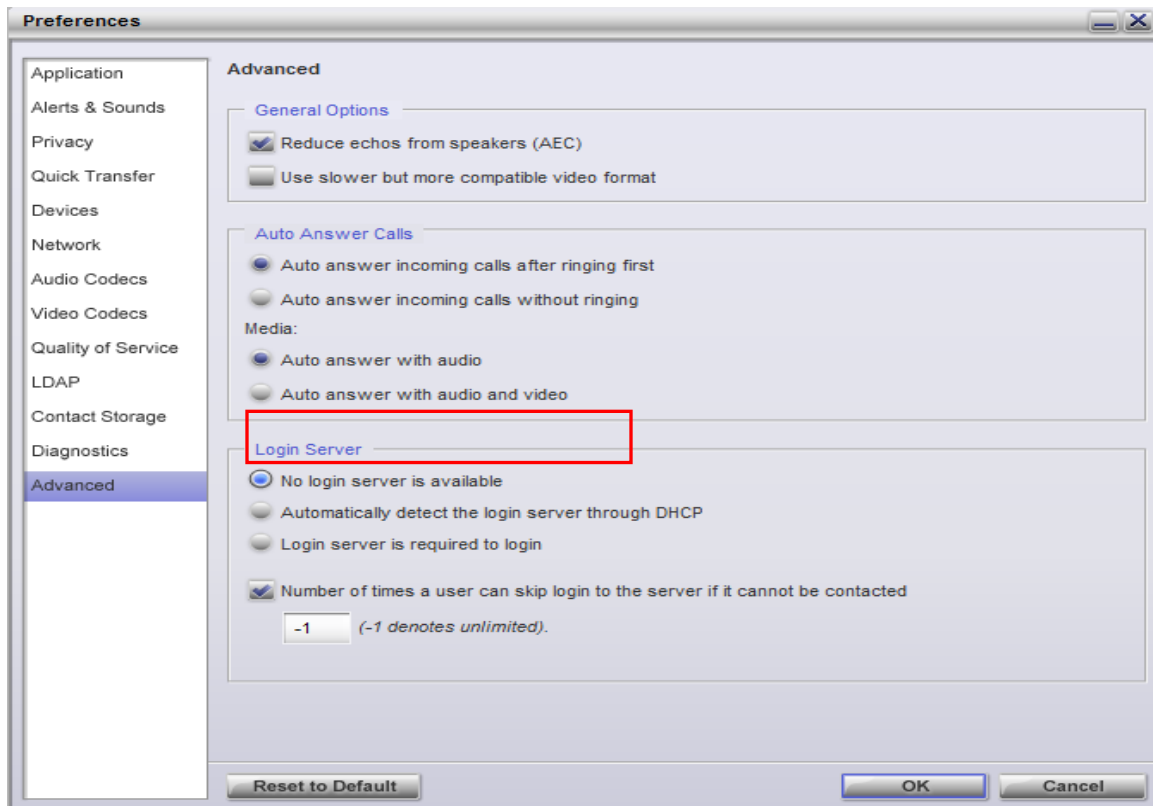 Preferences
Application
Alerts & Sounds
Privacy
Quick Transfer
Devices
Network
Audio Codecs
Video Codecs
Quality of Service
LDAP
Contact Storage
Diagnostics
Advanced
Advanced
General Options
Reduce echos from speakers (AEC)
Use slower but more compatible video format
Auto Answer Calls
Auto answer incoming calls after ringing first
Auto answer incoming calls without ringing
Media:
Auto answer with audio
Auto answer with audio and video
Login Server
No login server is available
Automatically detect the login server through DHCP
Login server is required to login
Number of times a user can skip login to the server if it cannot be contacted
-1 (-1 denotes unlimited).
Reset to Default
OK
Cancel